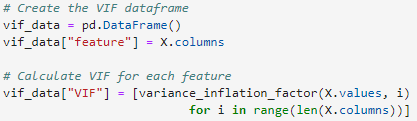 # Create the VIF dataframe
vif_data = pd.DataFrame()
vif_data["feature"] = X.columns
# Calculate VIF for each feature
vif_data["VIF"] = [variance_inflation_factor(X.values, i)
for i in range(len(X.columns))]